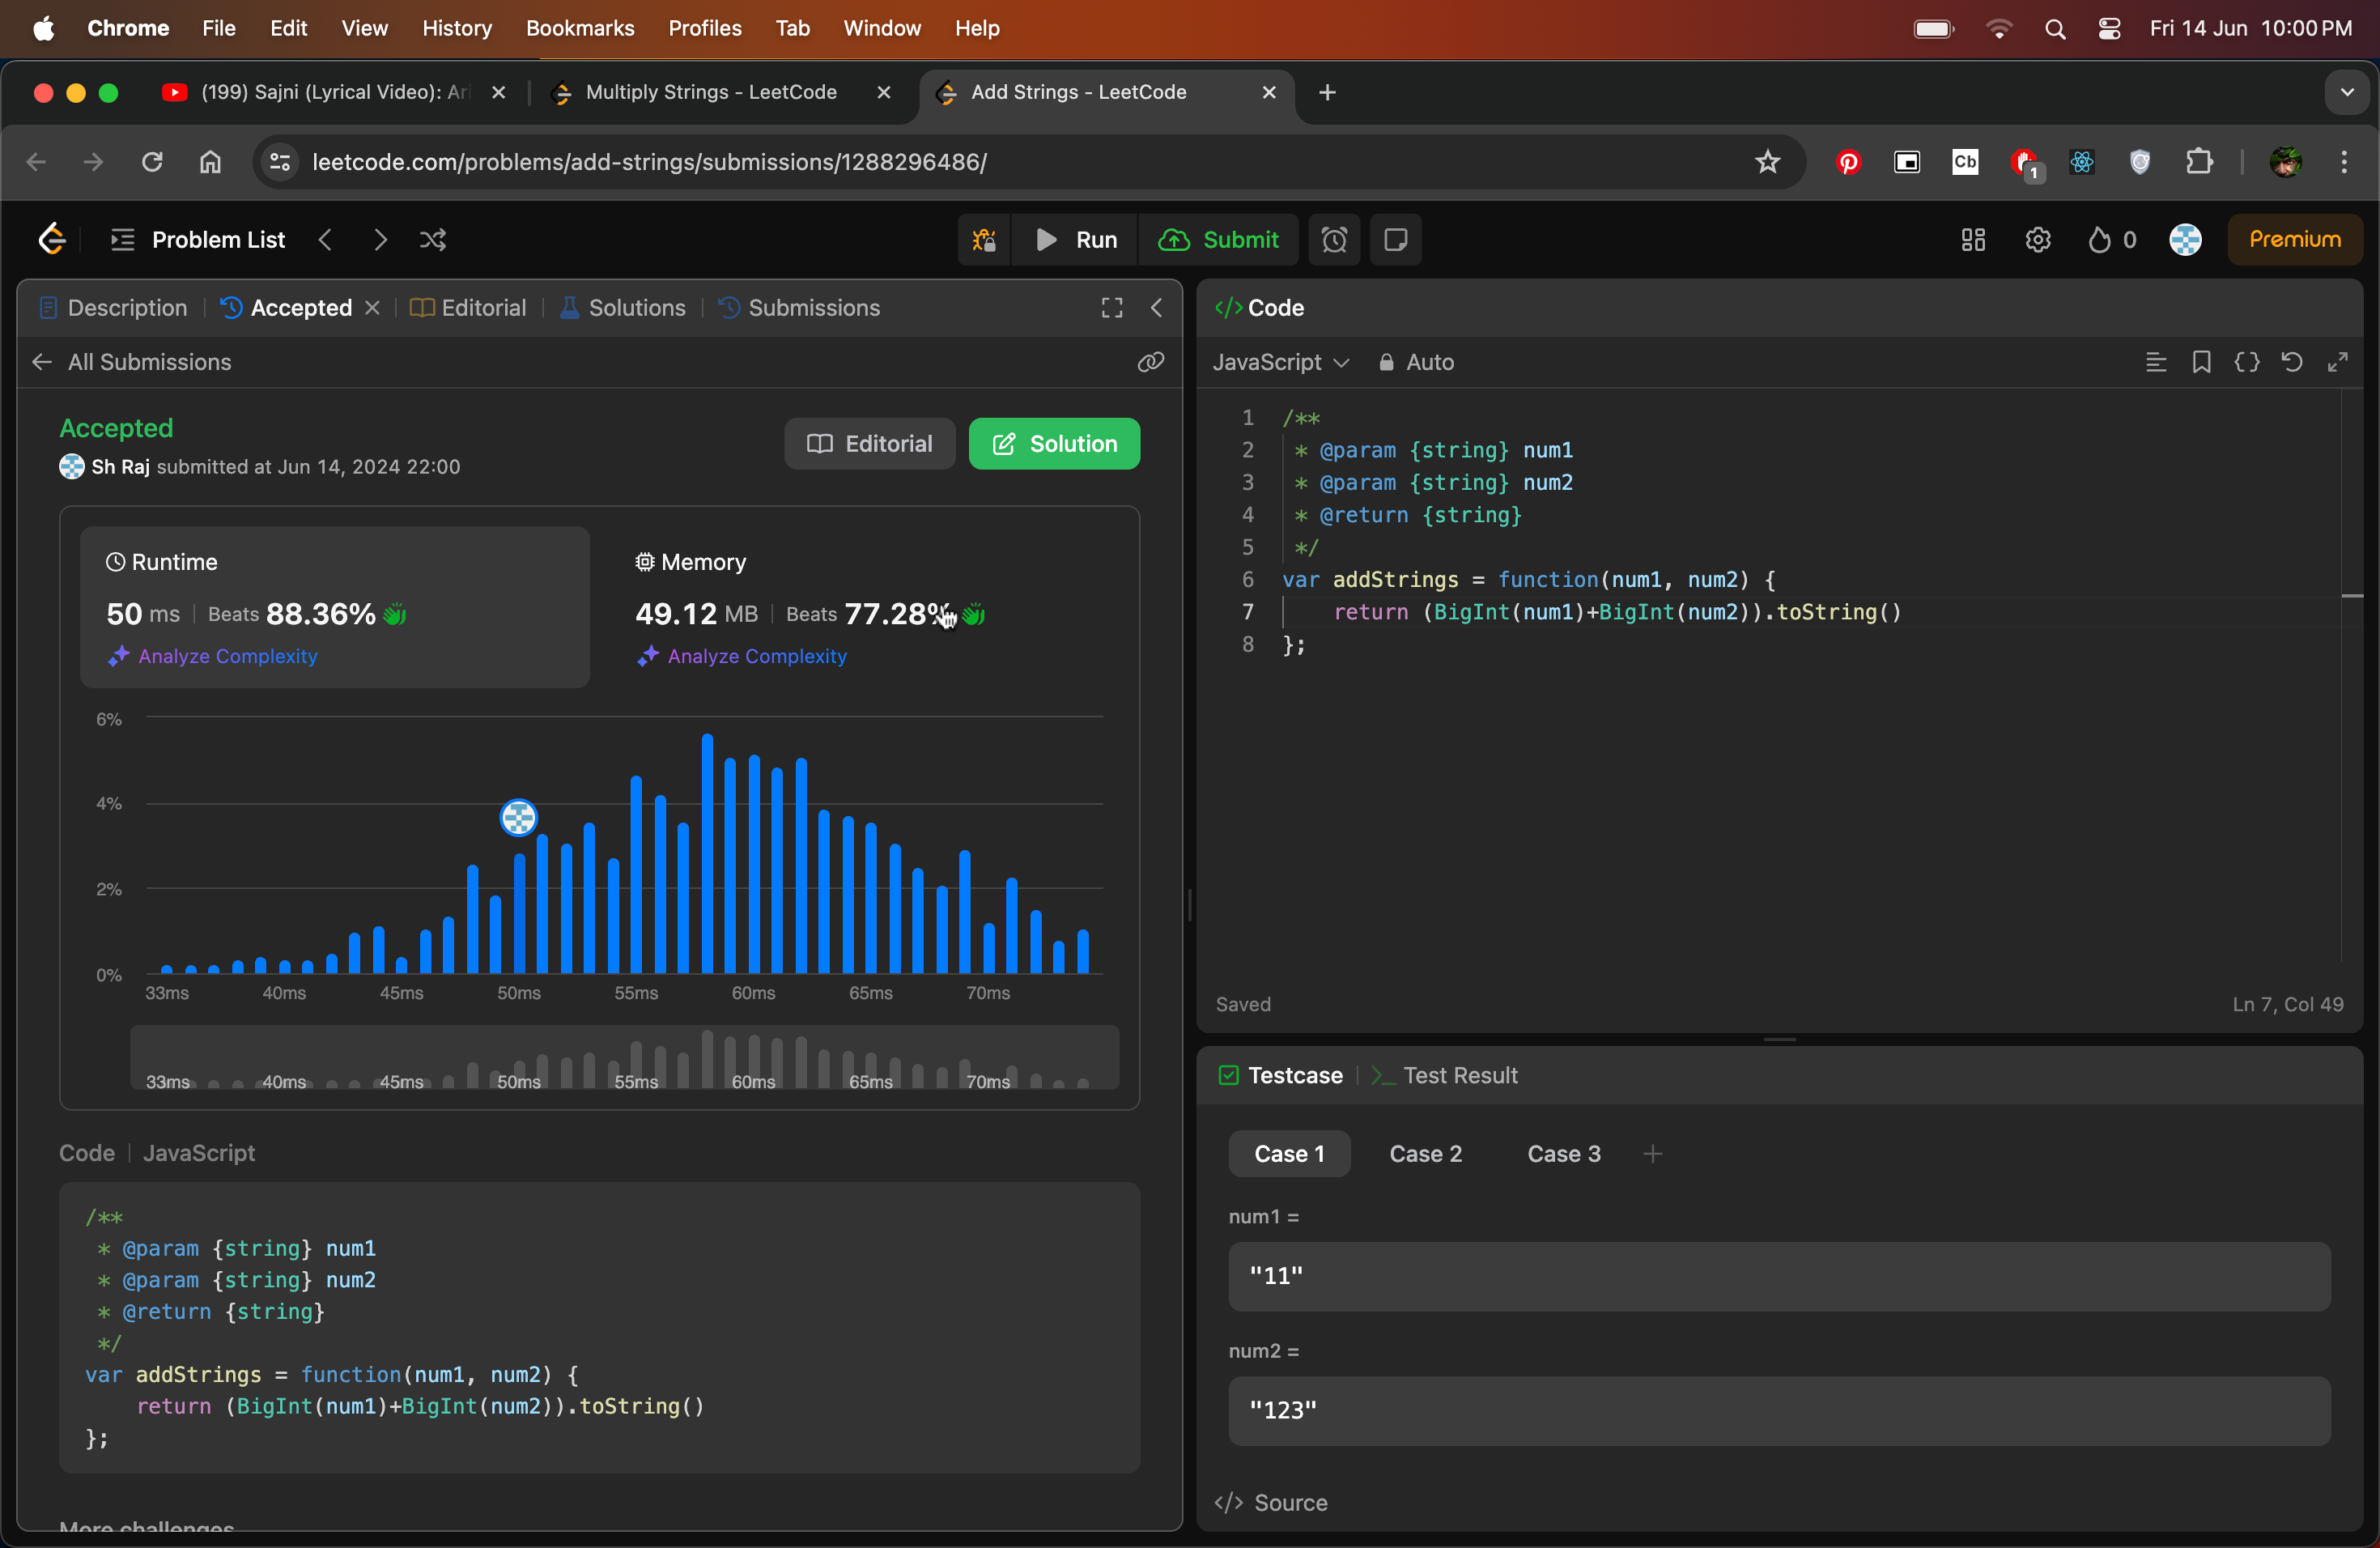 Chrome File Edit View History Bookmarks Profiles Tab Window Help Fri 14 Jun 10:00 PM
(199) Sajni (Lyrical Video): Ari Multiply Strings - LeetCode Add Strings - LeetCode
leetcode.com/problems/add-strings/submissions/1288296486/
Cb
1
Problem List Run Submit 0 Premium
Description Accepted Editorial Solutions Submissions
All Submissions
Accepted
Sh Raj submitted at Jun 14, 2024 22:00
Editorial Solution
Runtime
50 ms Beats 88.36%
Analyze Complexity
Memory
49.12 MB Beats 77.28%
Analyze Complexity
6%
4%
2%
0%
33ms 40ms 45ms 50ms 55ms 60ms 65ms 70ms
33ms 40ms 45ms 50ms 55ms 60ms 65ms 70ms
Code JavaScript
/**
* @param {string} num1
* @param {string} num2
* @return {string}
*/
var addStrings = function(num1, num2) {
return (BigInt(num1)+BigInt(num2)).toString()
};
More challenges
</> Code
JavaScript Auto
1 /**
2 * @param {string} num1
3 * @param {string} num2
4 * @return {string}
5 */
6 var addStrings = function(num1, num2) {
7 return (BigInt(num1)+BigInt(num2)).toString()
8 };
Saved Ln 7, Col 49
Testcase >_ Test Result
Case 1 Case 2 Case 3 +
num1 =
"11"
num2 =
"123"
</> Source